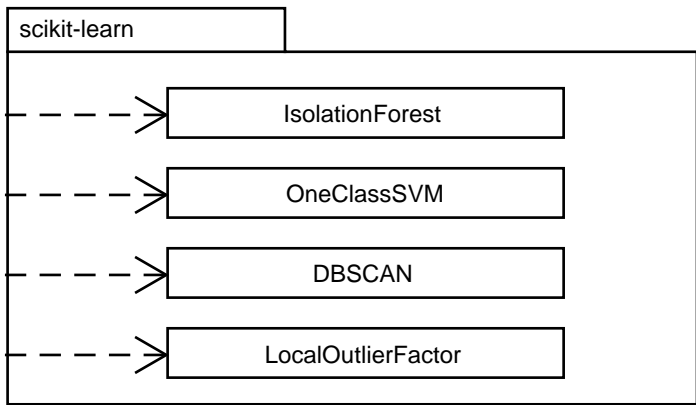 scikit-learn
IsolationForest
OneClassSVM
DBSCAN
LocalOutlierFactor